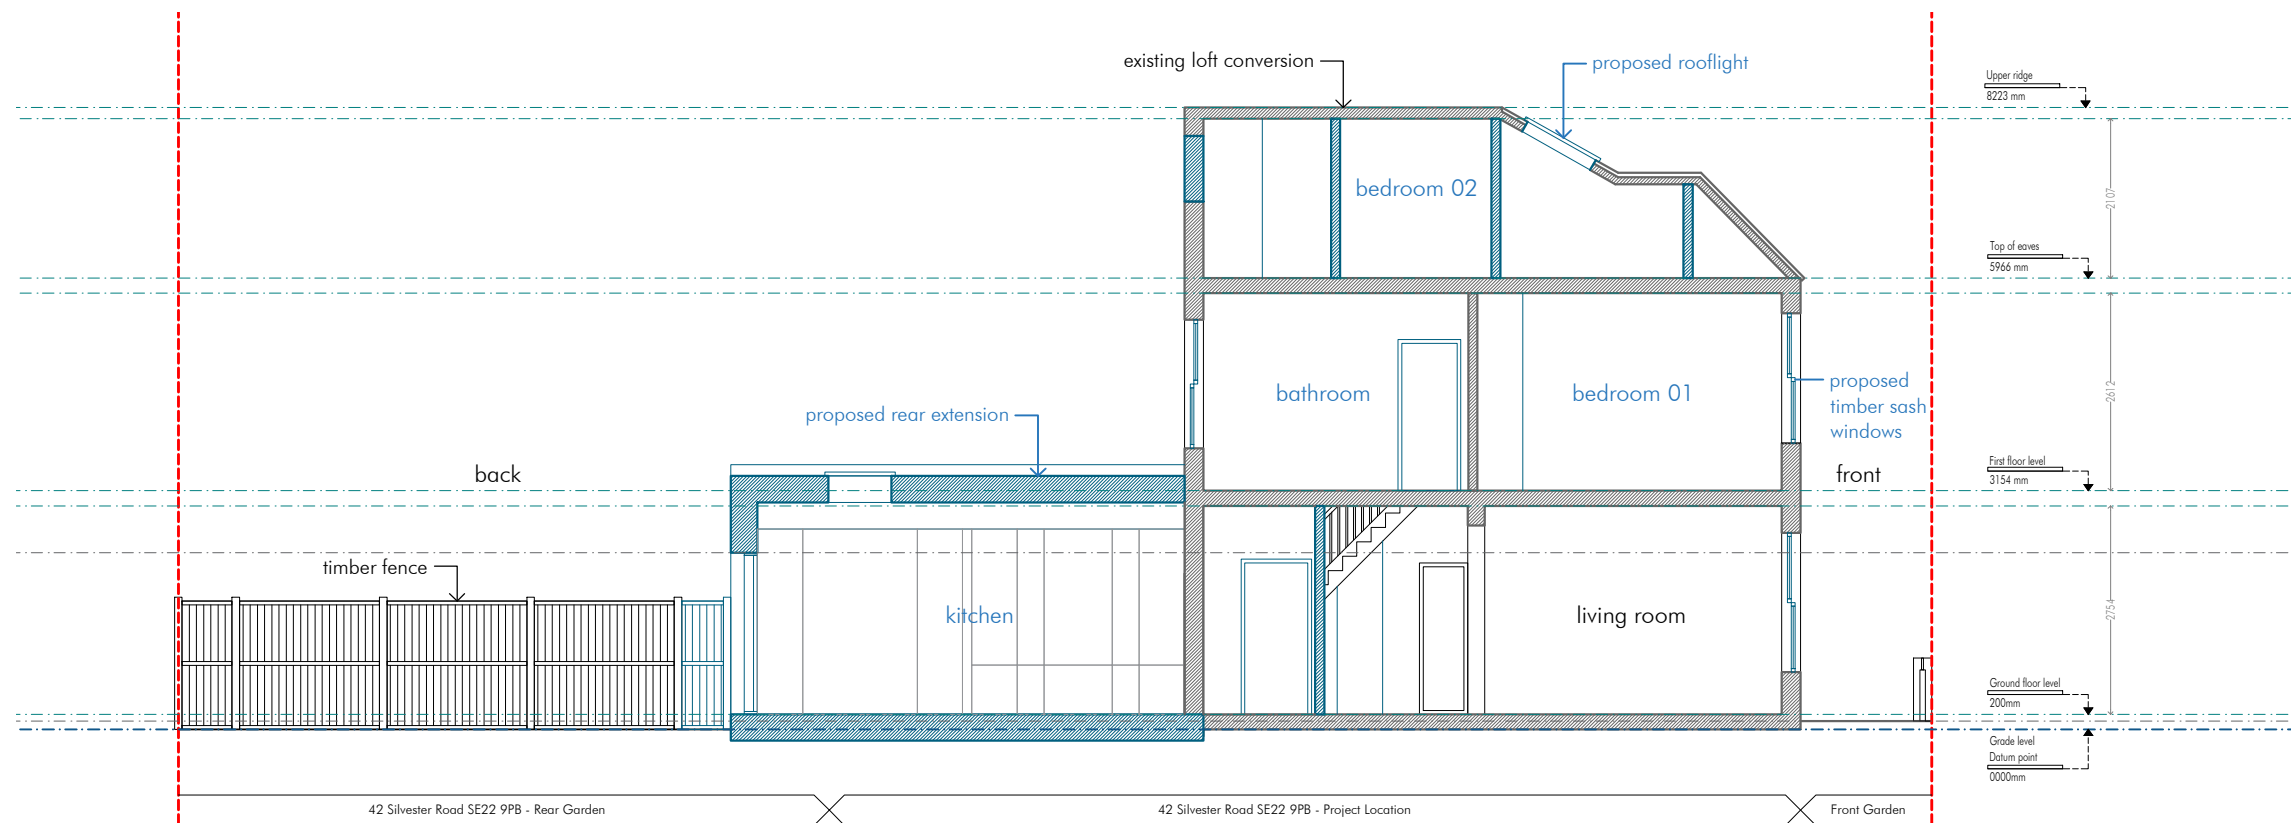 existing loft conversion
proposed rooflight
Upper ridge
8223 mm
bedroom 02
2107
Top of eaves
5966 mm
bathroom
bedroom 01
proposed
timber sash
windows
2612
proposed rear extension
back
front
First floor level
3154 mm
timber fence
kitchen
living room
2754
Ground floor level
200mm
Grade level
Datum point
0000mm
42 Silvester Road SE22 9PB - Rear Garden
42 Silvester Road SE22 9PB - Project Location
Front Garden